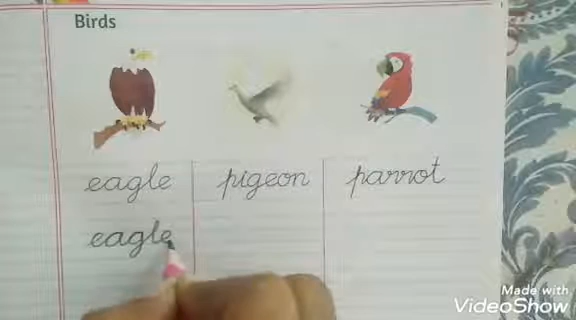 Birds
eagle pigeon parrot
eagle
Made with
VideoShow